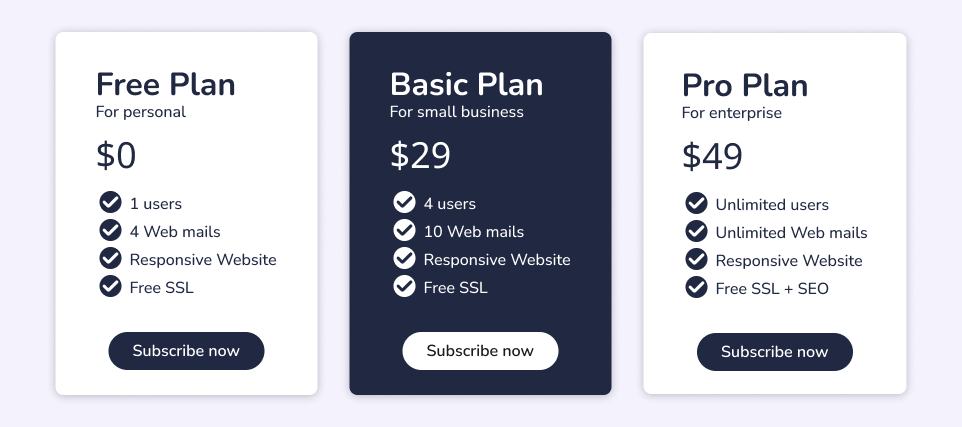 Free Plan
For personal
$0
1 users
4 Web mails
Responsive Website
Free SSL
Subscribe now
Basic Plan
For small business
$29
4 users
10 Web mails
Responsive Website
Free SSL
Subscribe now
Pro Plan
For enterprise
$49
Unlimited users
Unlimited Web mails
Responsive Website
Free SSL + SEO
Subscribe now